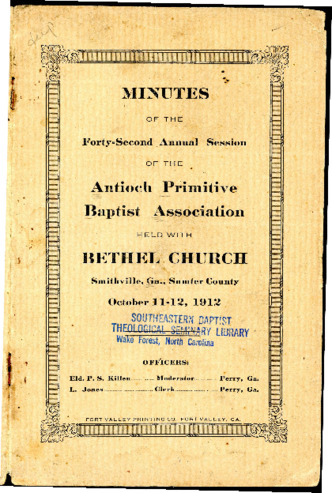 MINUTES
OF THE
Forty-Second Annual Session
OF THE
Antioch Primitive
Baptist Association
HELD WITH
BETHEL CHURCH
Smithville, Ga., Sumter County
October 11-12, 1912
SOUTHEASTERN BAPTIST
THEOLOGICAL SEMINARY LIBRARY
Wake Forest, North Carolina
OFFICERS:
Eld. P. S. Killen ........ Moderator ........ Perry, Ga.
L. Jones ................ Clerk ............ Perry, Ga.
FORT VALLEY PRINTING CO. FORT VALLEY, GA.